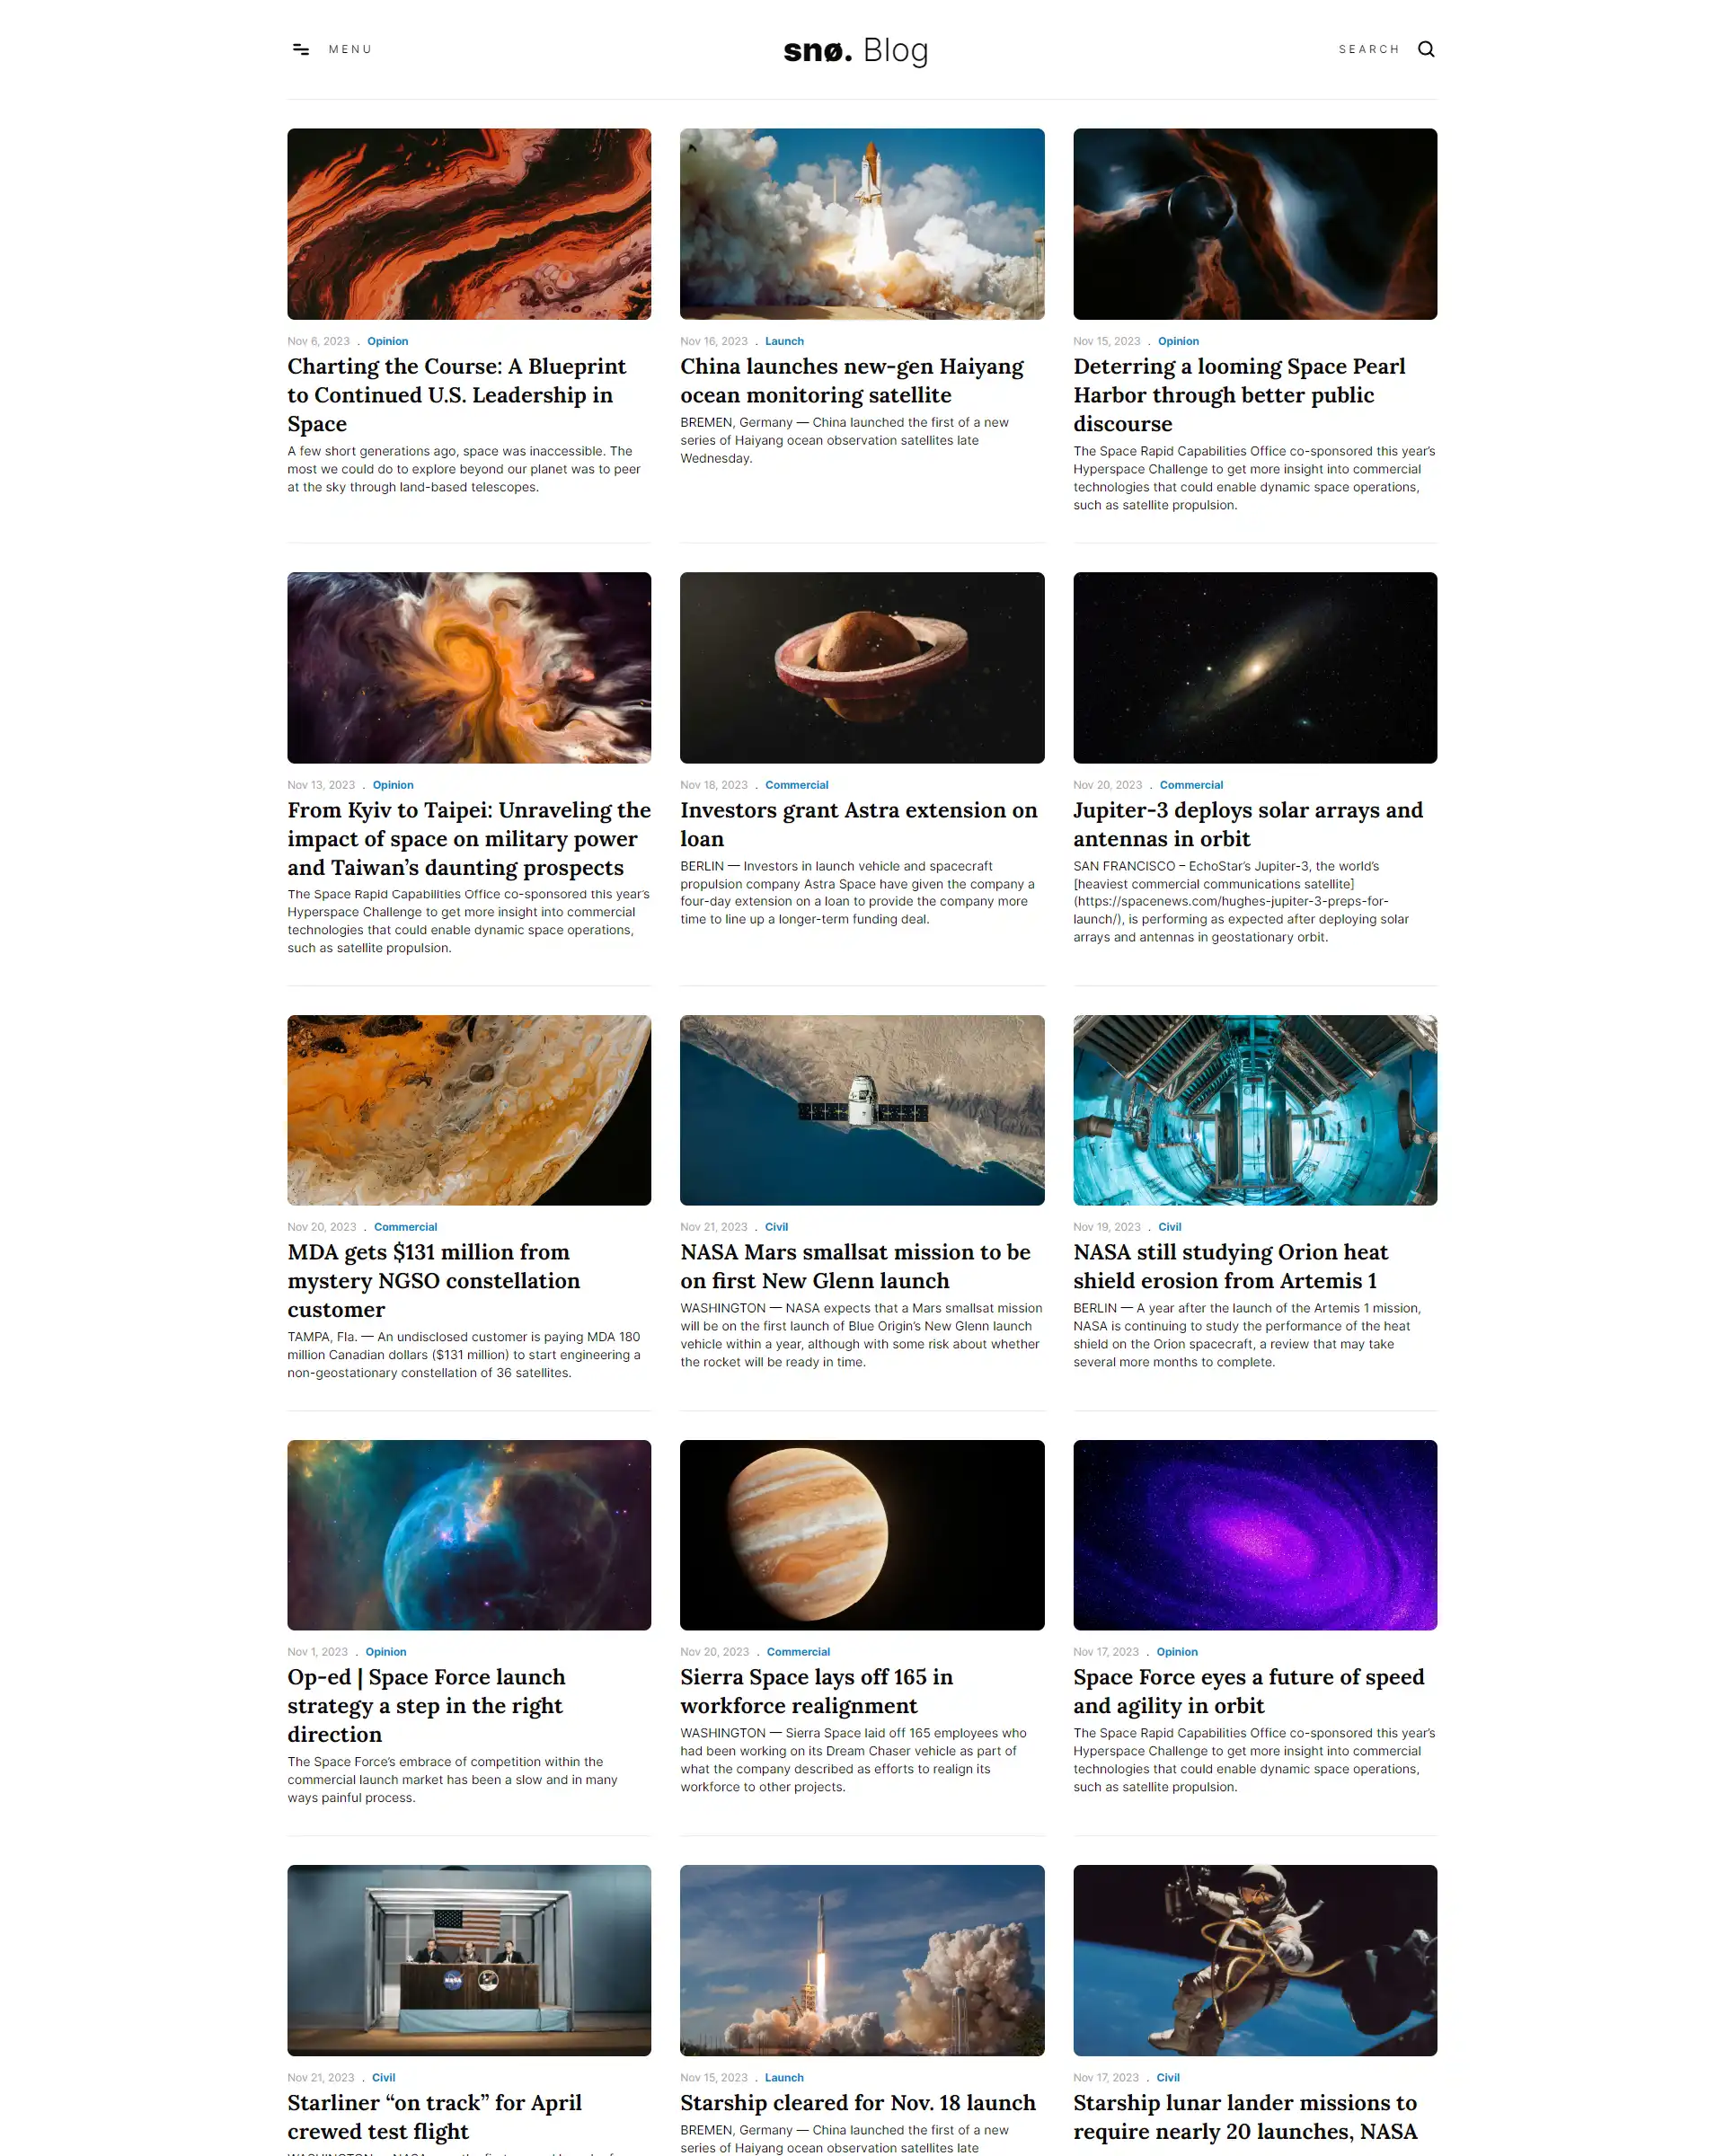 MENU
snø. Blog
SEARCH
Nov 6, 2023 . Opinion
Charting the Course: A Blueprint
to Continued U.S. Leadership in
Space
A few short generations ago, space was inaccessible. The
most we could do to explore beyond our planet was to peer
at the sky through land-based telescopes.
Nov 16, 2023 . Launch
China launches new-gen Haiyang
ocean monitoring satellite
BREMEN, Germany — China launched the first of a new
series of Haiyang ocean observation satellites late
Wednesday.
Nov 15, 2023 . Opinion
Deterring a looming Space Pearl
Harbor through better public
discourse
The Space Rapid Capabilities Office co-sponsored this year’s
Hyperspace Challenge to get more insight into commercial
technologies that could enable dynamic space operations,
such as satellite propulsion.
Nov 13, 2023 . Opinion
From Kyiv to Taipei: Unraveling the
impact of space on military power
and Taiwan’s daunting prospects
The Space Rapid Capabilities Office co-sponsored this year’s
Hyperspace Challenge to get more insight into commercial
technologies that could enable dynamic space operations,
such as satellite propulsion.
Nov 18, 2023 . Commercial
Investors grant Astra extension on
loan
BERLIN — Investors in launch vehicle and spacecraft
propulsion company Astra Space have given the company a
four-day extension on a loan to provide the company more
time to line up a longer-term funding deal.
Nov 20, 2023 . Commercial
Jupiter-3 deploys solar arrays and
antennas in orbit
SAN FRANCISCO – EchoStar’s Jupiter-3, the world’s
[heaviest commercial communications satellite]
(https://spacenews.com/hughes-jupiter-3-preps-for-
launch/), is performing as expected after deploying solar
arrays and antennas in geostationary orbit.
Nov 20, 2023 . Commercial
MDA gets $131 million from
mystery NGSO constellation
customer
TAMPA, Fla. — An undisclosed customer is paying MDA 180
million Canadian dollars ($131 million) to start engineering a
non-geostationary constellation of 36 satellites.
Nov 21, 2023 . Civil
NASA Mars smallsat mission to be
on first New Glenn launch
WASHINGTON — NASA expects that a Mars smallsat mission
will be on the first launch of Blue Origin’s New Glenn launch
vehicle within a year, although with some risk about whether
the rocket will be ready in time.
Nov 19, 2023 . Civil
NASA still studying Orion heat
shield erosion from Artemis 1
BERLIN — A year after the launch of the Artemis 1 mission,
NASA is continuing to study the performance of the heat
shield on the Orion spacecraft, a review that may take
several more months to complete.
Nov 1, 2023 . Opinion
Op-ed | Space Force launch
strategy a step in the right
direction
The Space Force’s embrace of competition within the
commercial launch market has been a slow and in many
ways painful process.
Nov 20, 2023 . Commercial
Sierra Space lays off 165 in
workforce realignment
WASHINGTON — Sierra Space laid off 165 employees who
had been working on its Dream Chaser vehicle as part of
what the company described as efforts to realign its
workforce to other projects.
Nov 17, 2023 . Opinion
Space Force eyes a future of speed
and agility in orbit
The Space Rapid Capabilities Office co-sponsored this year’s
Hyperspace Challenge to get more insight into commercial
technologies that could enable dynamic space operations,
such as satellite propulsion.
NASA
Nov 21, 2023 . Civil
Starliner “on track” for April
crewed test flight
Nov 15, 2023 . Launch
Starship cleared for Nov. 18 launch
BREMEN, Germany — China launched the first of a new
series of Haiyang ocean observation satellites late
Nov 17, 2023 . Civil
Starship lunar lander missions to
require nearly 20 launches, NASA